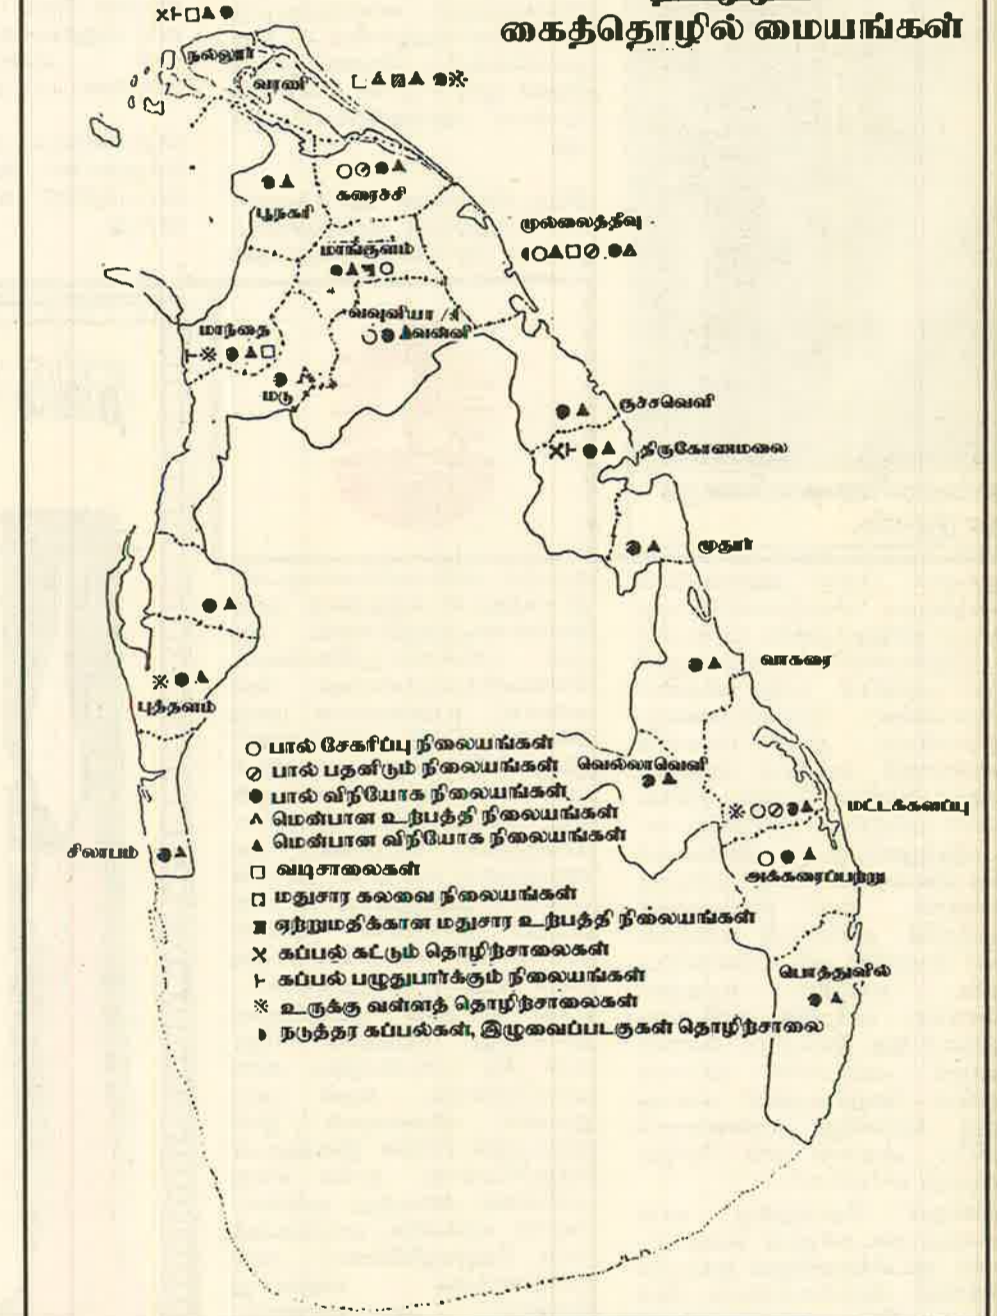 கைத்தொழில் மையங்கள்
நல்லூர்
வரணி
கரைச்சி
பூநகரி
முல்லைத்தீவு
மாங்குளம்
வவுனியா /
வன்னி
மாந்தை
மடு
குச்சவெளி
திருகோணமலை
மூதூர்
வாகரை
புத்தளம்
வெல்லாவெளி
மட்டக்களப்பு
சிலாபம்
அக்கரைப்பற்று
பொத்துவில்
பால் சேகரிப்பு நிலையங்கள்
பால் பதனிடும் நிலையங்கள்
பால் விநியோக நிலையங்கள்
மென்பான உற்பத்தி நிலையங்கள்
மென்பான விநியோக நிலையங்கள்
வடிசாலைகள்
மதுசார கலவை நிலையங்கள்
ஏற்றுமதிக்கான மதுசார உற்பத்தி நிலையங்கள்
கப்பல் கட்டும் தொழிற்சாலைகள்
கப்பல் பழுதுபார்க்கும் நிலையங்கள்
உருக்கு வள்ளத் தொழிற்சாலைகள்
நடுத்தர கப்பல்கள், இழுவைப்படகுகள் தொழிற்சாலை